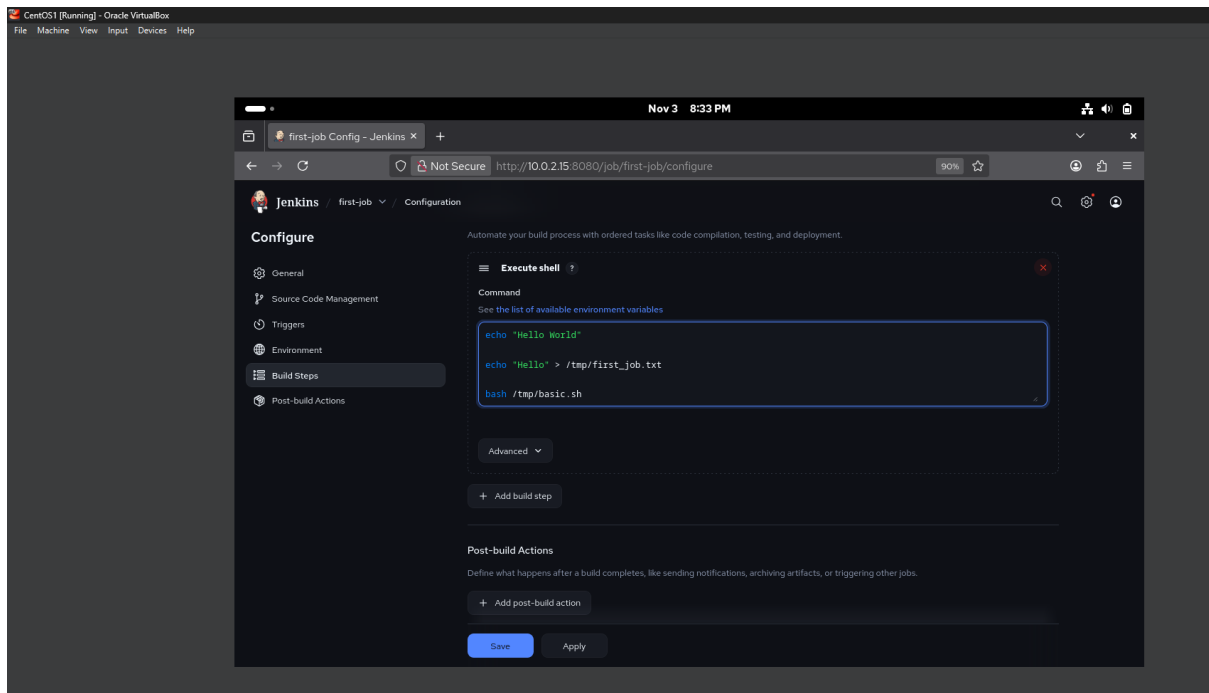 CentOS1 [Running] - Oracle VirtualBox
File Machine View Input Devices Help
Nov 3 8:33 PM
first-job Config - Jenkins
Not Secure http://10.0.2.15:8080/job/first-job/configure 90%
Jenkins / first-job / Configuration
Configure
General
Source Code Management
Triggers
Environment
Build Steps
Post-build Actions
Automate your build process with ordered tasks like code compilation, testing, and deployment.
Execute shell ?
Command
See the list of available environment variables
echo "Hello World"
echo "Hello" > /tmp/first_job.txt
bash /tmp/basic.sh
Advanced
+ Add build step
Post-build Actions
Define what happens after a build completes, like sending notifications, archiving artifacts, or triggering other jobs.
+ Add post-build action
Save Apply